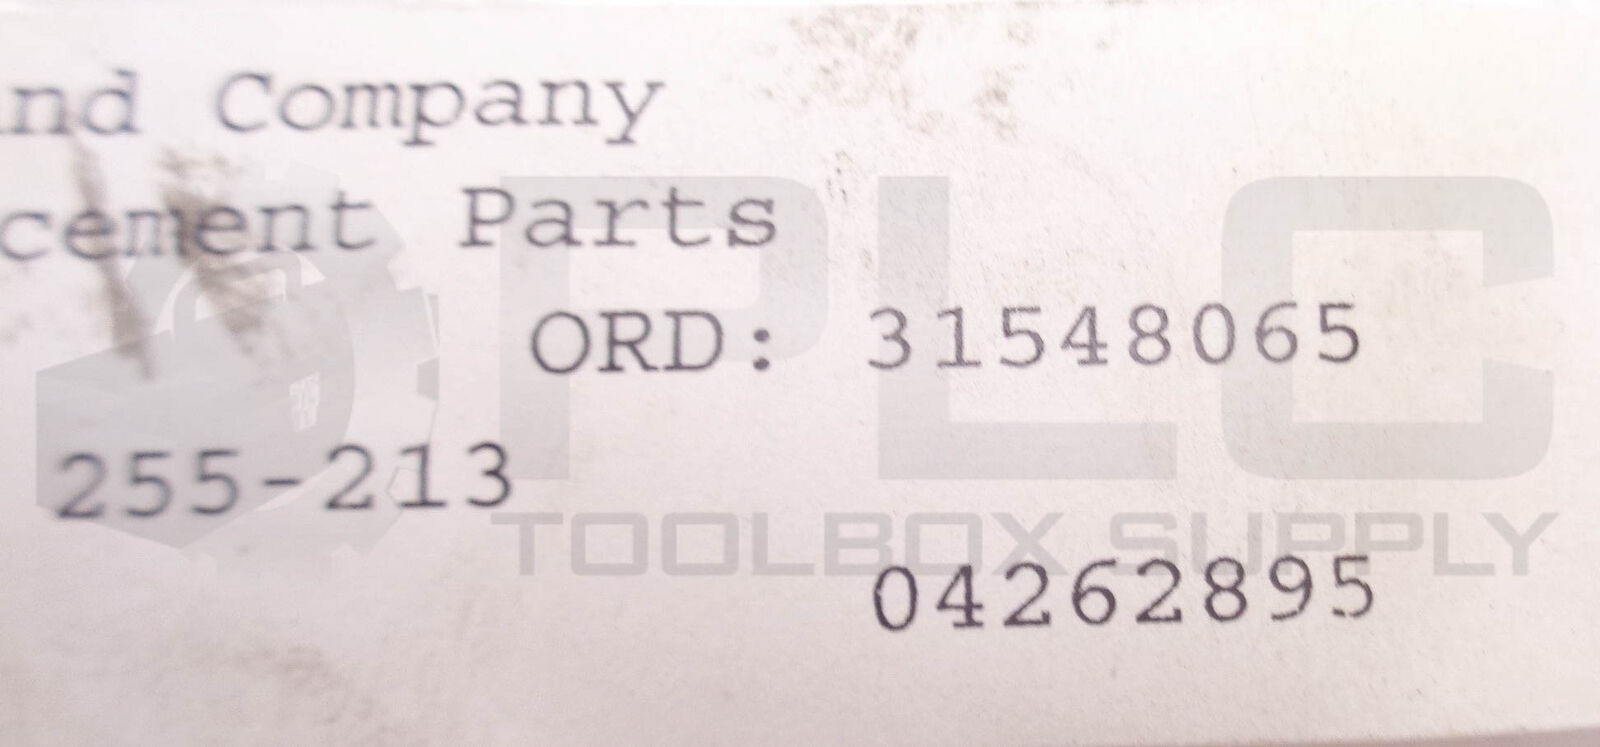 nd Company
cement Parts
ORD: 31548065
255-213
04262895
PLC
TOOLBOX SUPPLY